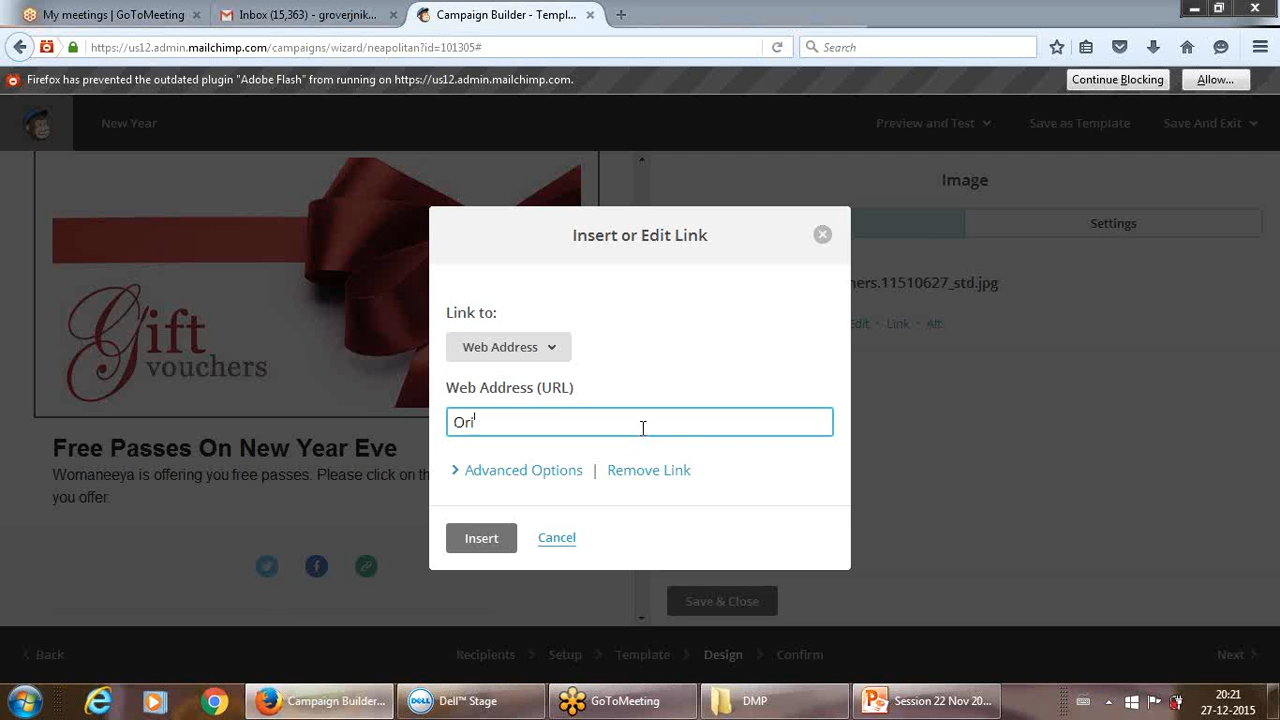 My meetings | GoToMeeting
Inbox (15,363) - groverjnik...
Campaign Builder - Templ...
https://us12.admin.mailchimp.com/campaigns/wizard/neapolitan?id=101305#
Search
Firefox has prevented the outdated plugin "Adobe Flash" from running on https://us12.admin.mailchimp.com.
Continue Blocking
Allow...
New Year
Preview and Test
Save as Template
Save And Exit
Image
Insert or Edit Link
Settings
Gift
vouchers
hers.11510627_std.jpg
Edit · Link · Alt
Link to:
Web Address
Web Address (URL)
Ori
Free Passes On New Year Eve
Womaneeya is offering you free passes. Please click on the
you offer.
Advanced Options | Remove Link
Insert
Cancel
Save & Close
Back
Recipients
Setup
Template
Design
Confirm
Next
Campaign Builder...
DELL
Dell™ Stage
GoToMeeting
DMP
Session 22 Nov 20...
20:21
27-12-2015